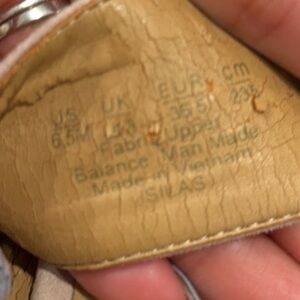 US UK EUR cm
6.5M 36.5
Fabric Upper
Balance Man Made
Made in Vietnam
SILAS